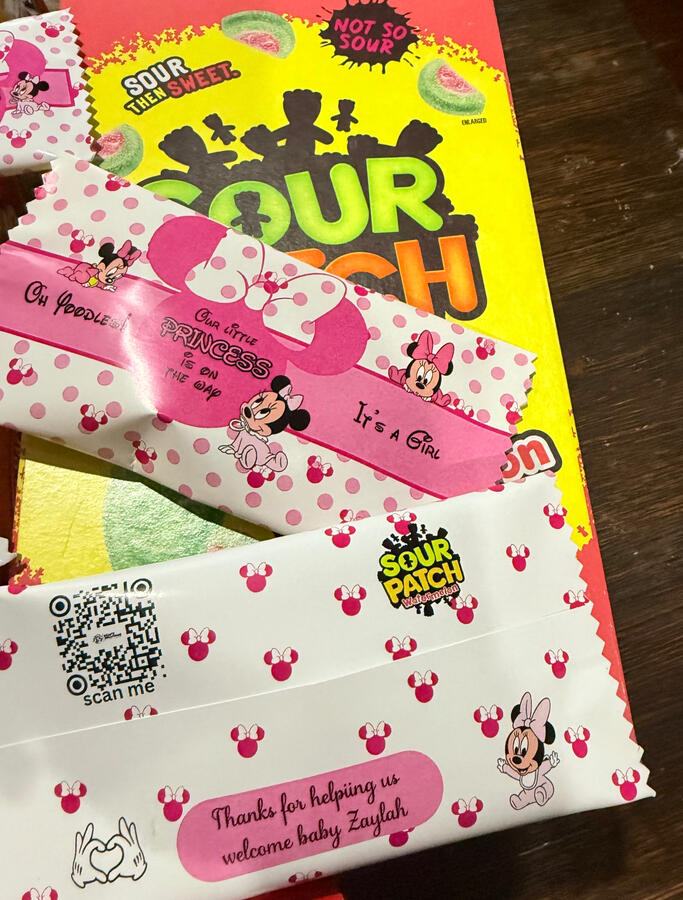 NOT SO
SOUR
SOUR
THEN SWEET.
ENLARGED
SOUR
PATCH
Oh Toodles!
Our little
PRINCESS
is on
the way
It's a Girl
on
SOUR
PATCH
Watermelon
scan me
Thanks for helpiing us
welcome baby Zaylah